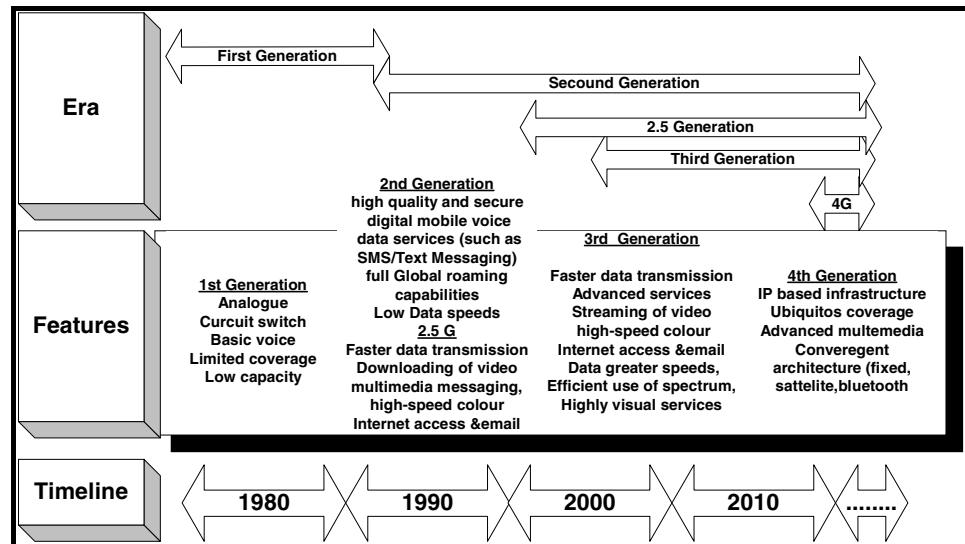 Era
First Generation
Secound Generation
2.5 Generation
Third Generation
4G
Features
1st Generation
Analogue
Curcuit switch
Basic voice
Limited coverage
Low capacity
2nd Generation
high quality and secure
digital mobile voice
data services (such as
SMS/Text Messaging)
full Global roaming
capabilities
Low Data speeds
2.5 G
Faster data transmission
Downloading of video
multimedia messaging,
high-speed colour
Internet access &email
3rd Generation
Faster data transmission
Advanced services
Streaming of video
high-speed colour
Internet access &email
Data greater speeds,
Efficient use of spectrum,
Highly visual services
4th Generation
IP based infrastructure
Ubiquitos coverage
Advanced multemedia
Converegent
architecture (fixed,
sattelite,bluetooth
Timeline
1980
1990
2000
2010
........